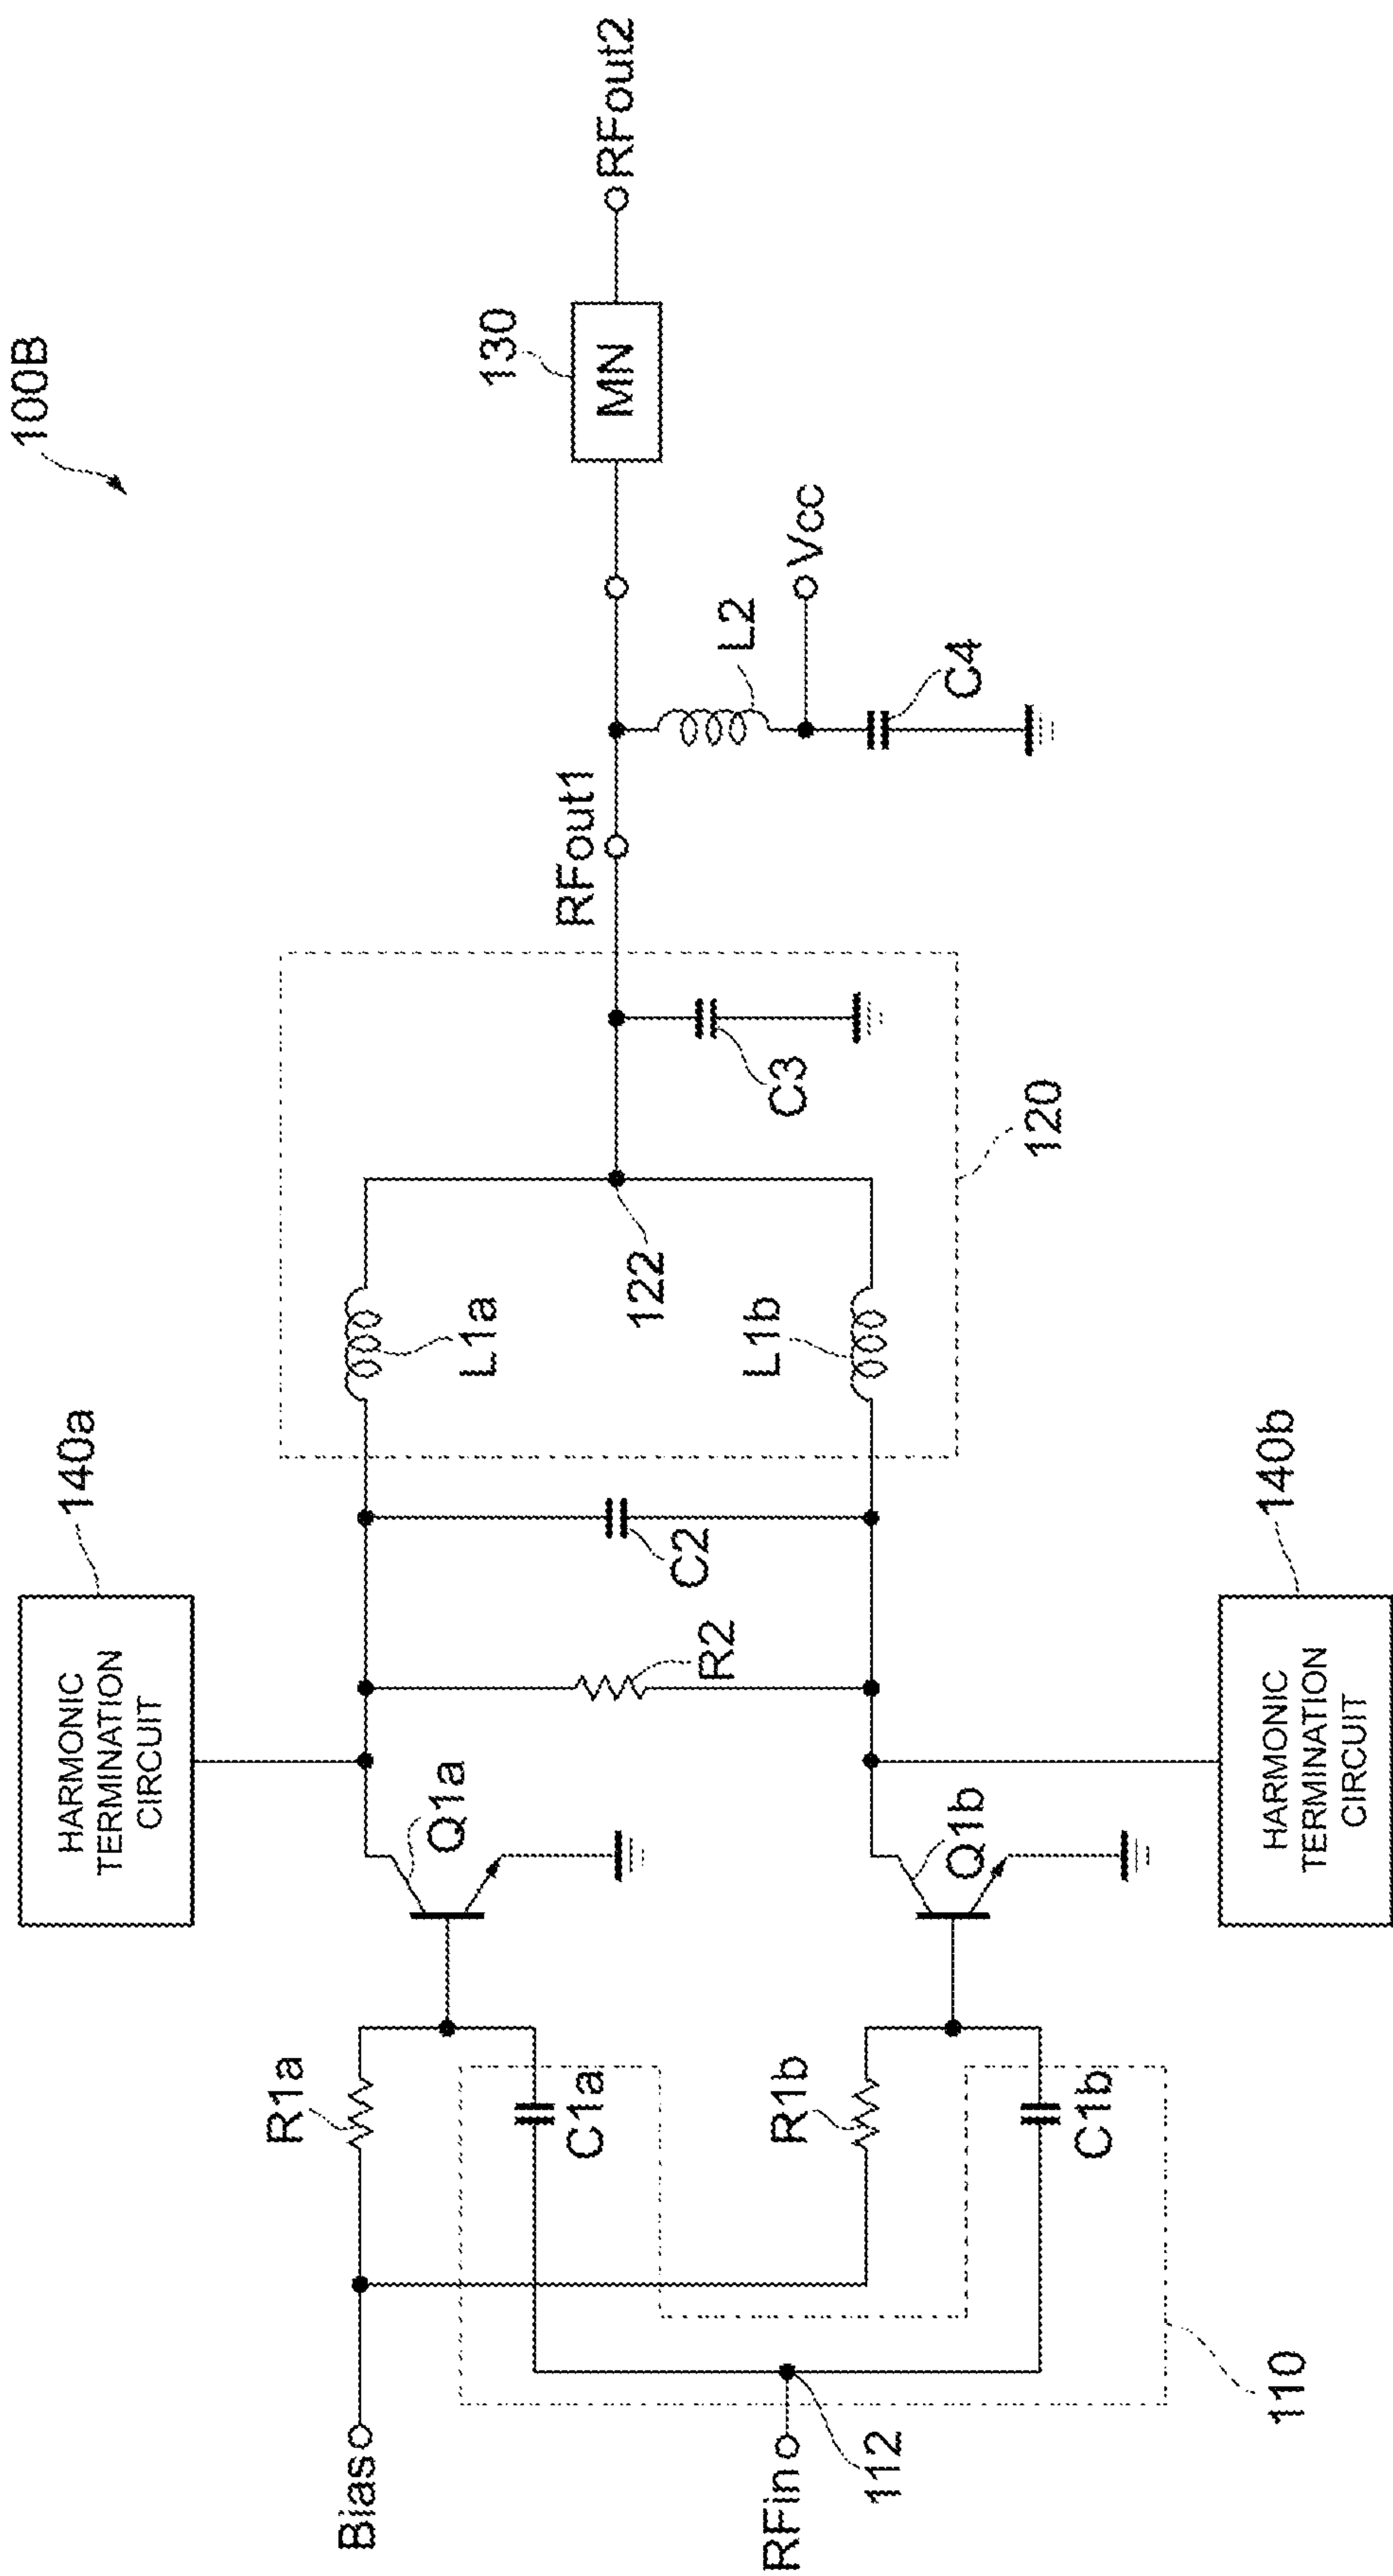 100B
140a
HARMONIC
TERMINATION
CIRCUIT
R1a
Q1a
L1a
RFout1
130
MN
RFout2
Bias
C1a
R2
C2
122
C3
L2
Vcc
RFin
112
R1b
Q1b
L1b
C4
C1b
120
110
HARMONIC
TERMINATION
CIRCUIT
140b